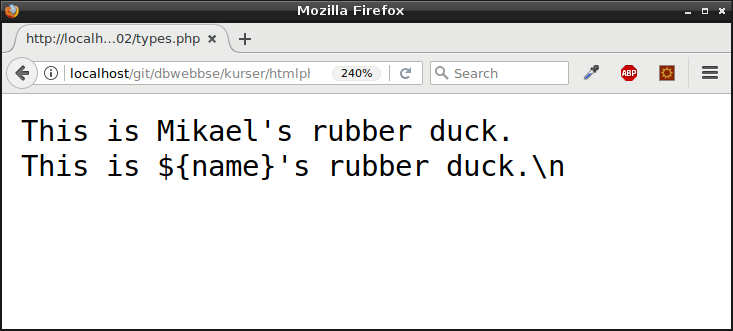 Mozilla Firefox
http://localh...02/types.php
localhost/git/dbwebbse/kurser/htmlpl
240%
Search
ABP
This is Mikael's rubber duck.
This is ${name}'s rubber duck.\n